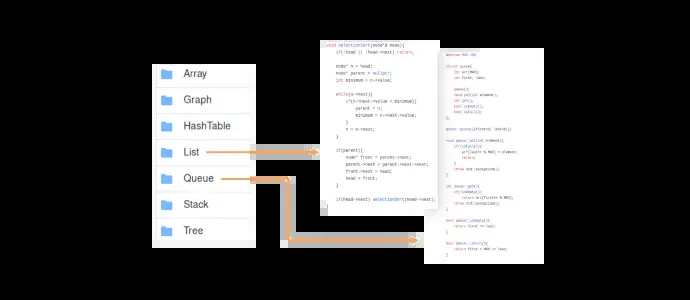 Array
Graph
HashTable
List
Queue
Stack
Tree
void selectionSort(node*& head){
if(!head || !head->next) return;
node* n = head;
node* parent = nullptr;
int minimum = n->value;
while(n->next){
if(n->next->value < minimum){
parent = n;
minimum = n->next->value;
}
n = n->next;
}
if(parent){
node* front = parent->next;
parent->next = parent->next->next;
front->next = head;
head = front;
}
if(head->next) selectionSort(head->next);
#define MAX
struct queue{
int arr[MAX];
int first, last;
queue();
void put(int element);
int get();
bool isEmpty();
bool isFull();
};
queue::queue(){first=0; last=0;}
void queue::put(int element){
if(!isFull()){
arr[last++ % MAX] = element;
return;
}
throw std::exception();
}
int queue::get(){
if(!isEmpty())
return arr[first++ % MAX];
throw std::exception();
}
bool queue::isEmpty(){
return first == last;
}
bool queue::isFull(){
return first + MAX == last;
}